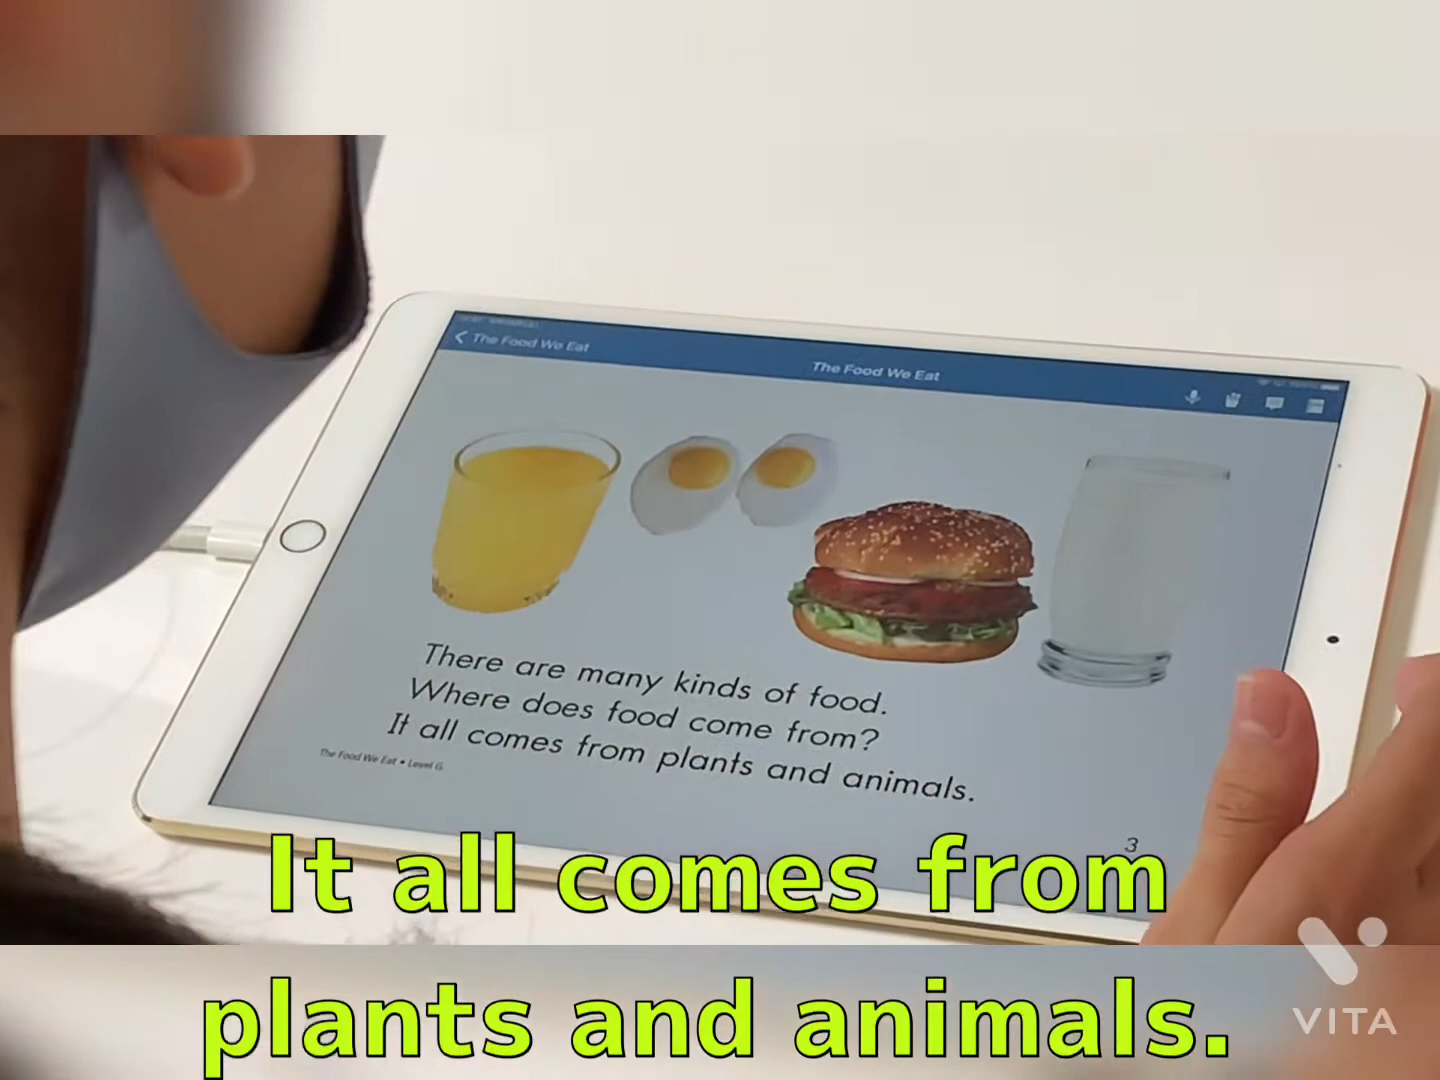 The Food We Eat
The Food We Eat
There are many kinds of food.
Where does food come from?
It all comes from plants and animals.
The Food We Eat • Level G
3
It all comes from
plants and animals.
VITA